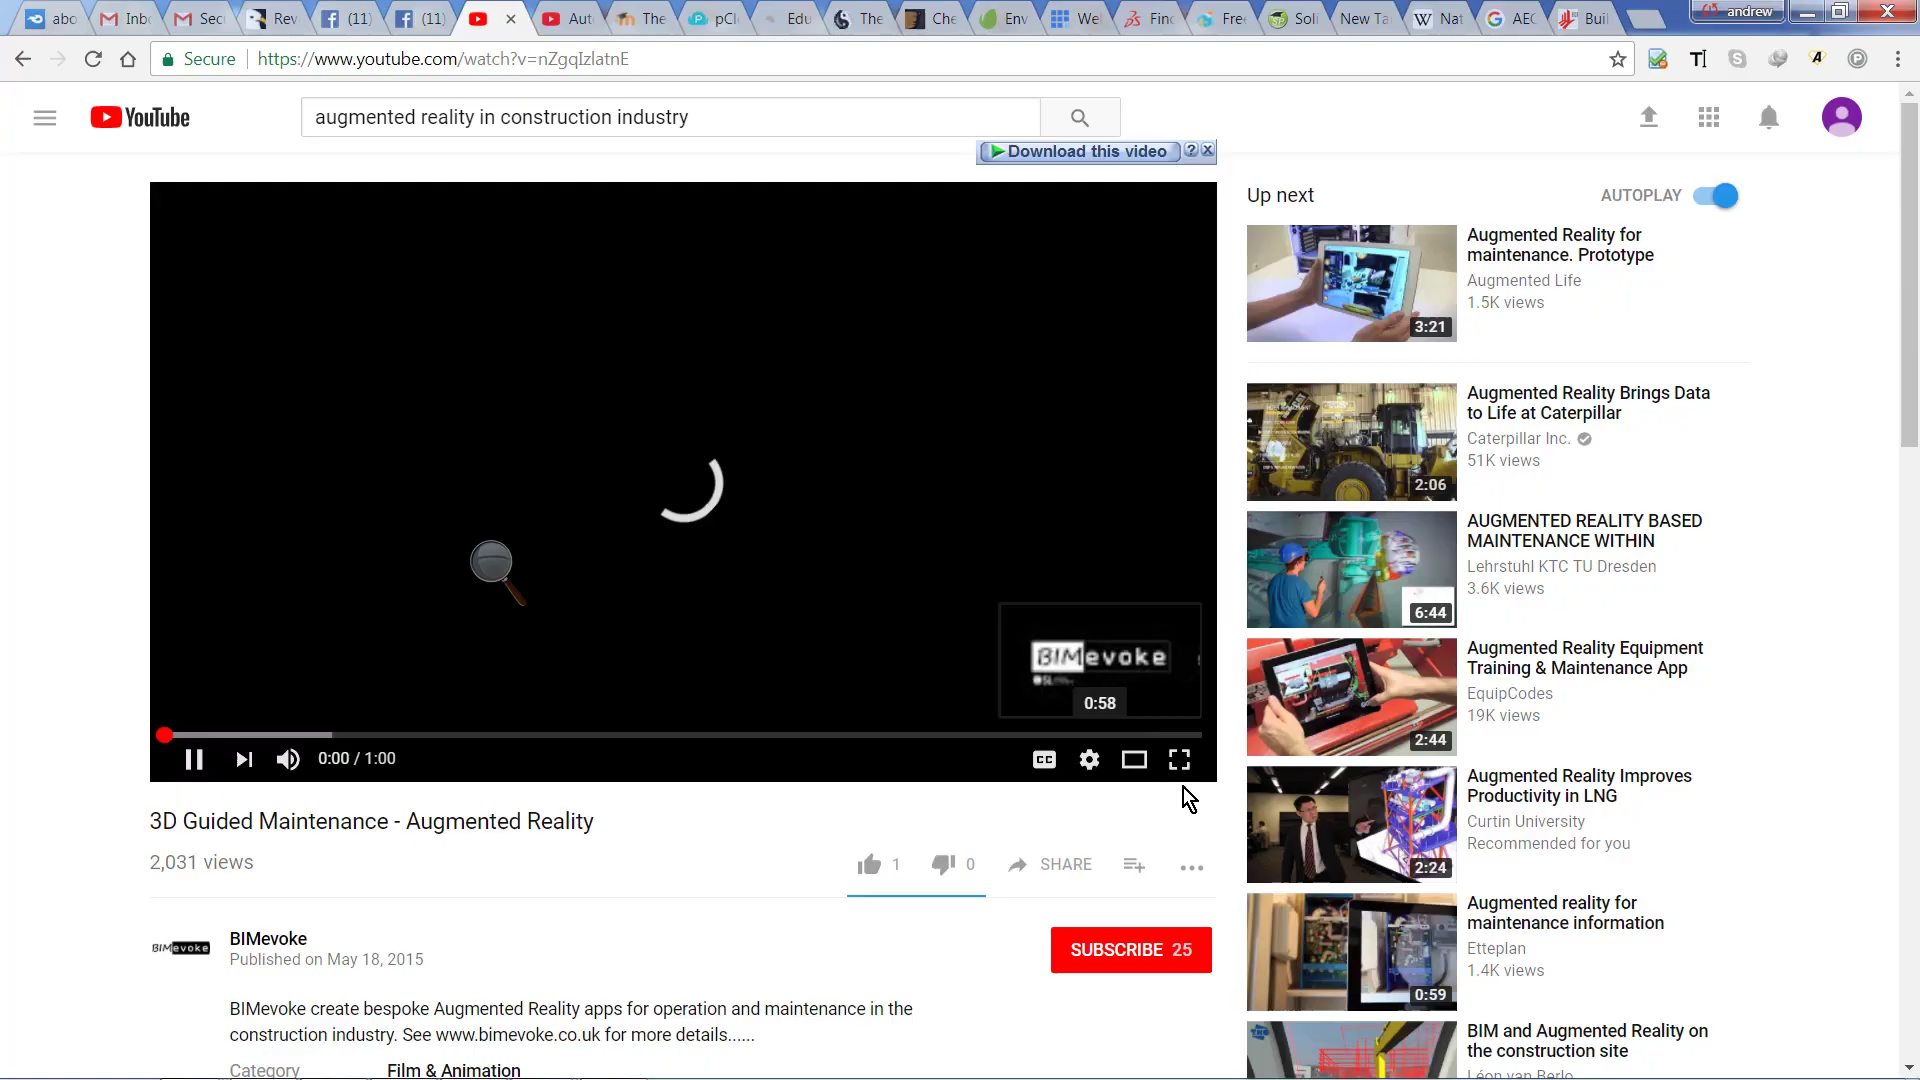 abo
Inb
Sec
Rev
(11)
(11)
Aut
The
pCl
Edu
The
Che
Env
Wel
Find
Free
Soli
New Ta
Nat
AEC
Buil
andrew
Secure
https://www.youtube.com/watch?v=nZgqIzlatnE
YouTube
augmented reality in construction industry
Download this video
Up next
AUTOPLAY
Augmented Reality for
maintenance. Prototype
Augmented Life
1.5K views
3:21
Augmented Reality Brings Data
to Life at Caterpillar
Caterpillar Inc.
51K views
2:06
AUGMENTED REALITY BASED
MAINTENANCE WITHIN
Lehrstuhl KTC TU Dresden
3.6K views
6:44
Augmented Reality Equipment
Training & Maintenance App
EquipCodes
19K views
2:44
Augmented Reality Improves
Productivity in LNG
Curtin University
Recommended for you
2:24
Augmented reality for
maintenance information
Etteplan
1.4K views
0:59
BIM and Augmented Reality on
the construction site
Léon van Berlo
BIMevoke
0:58
0:00 / 1:00
CC
3D Guided Maintenance - Augmented Reality
2,031 views
1
0
SHARE
BIMevoke
BIMevoke
Published on May 18, 2015
SUBSCRIBE 25
BIMevoke create bespoke Augmented Reality apps for operation and maintenance in the
construction industry. See www.bimevoke.co.uk for more details......
Category
Film & Animation